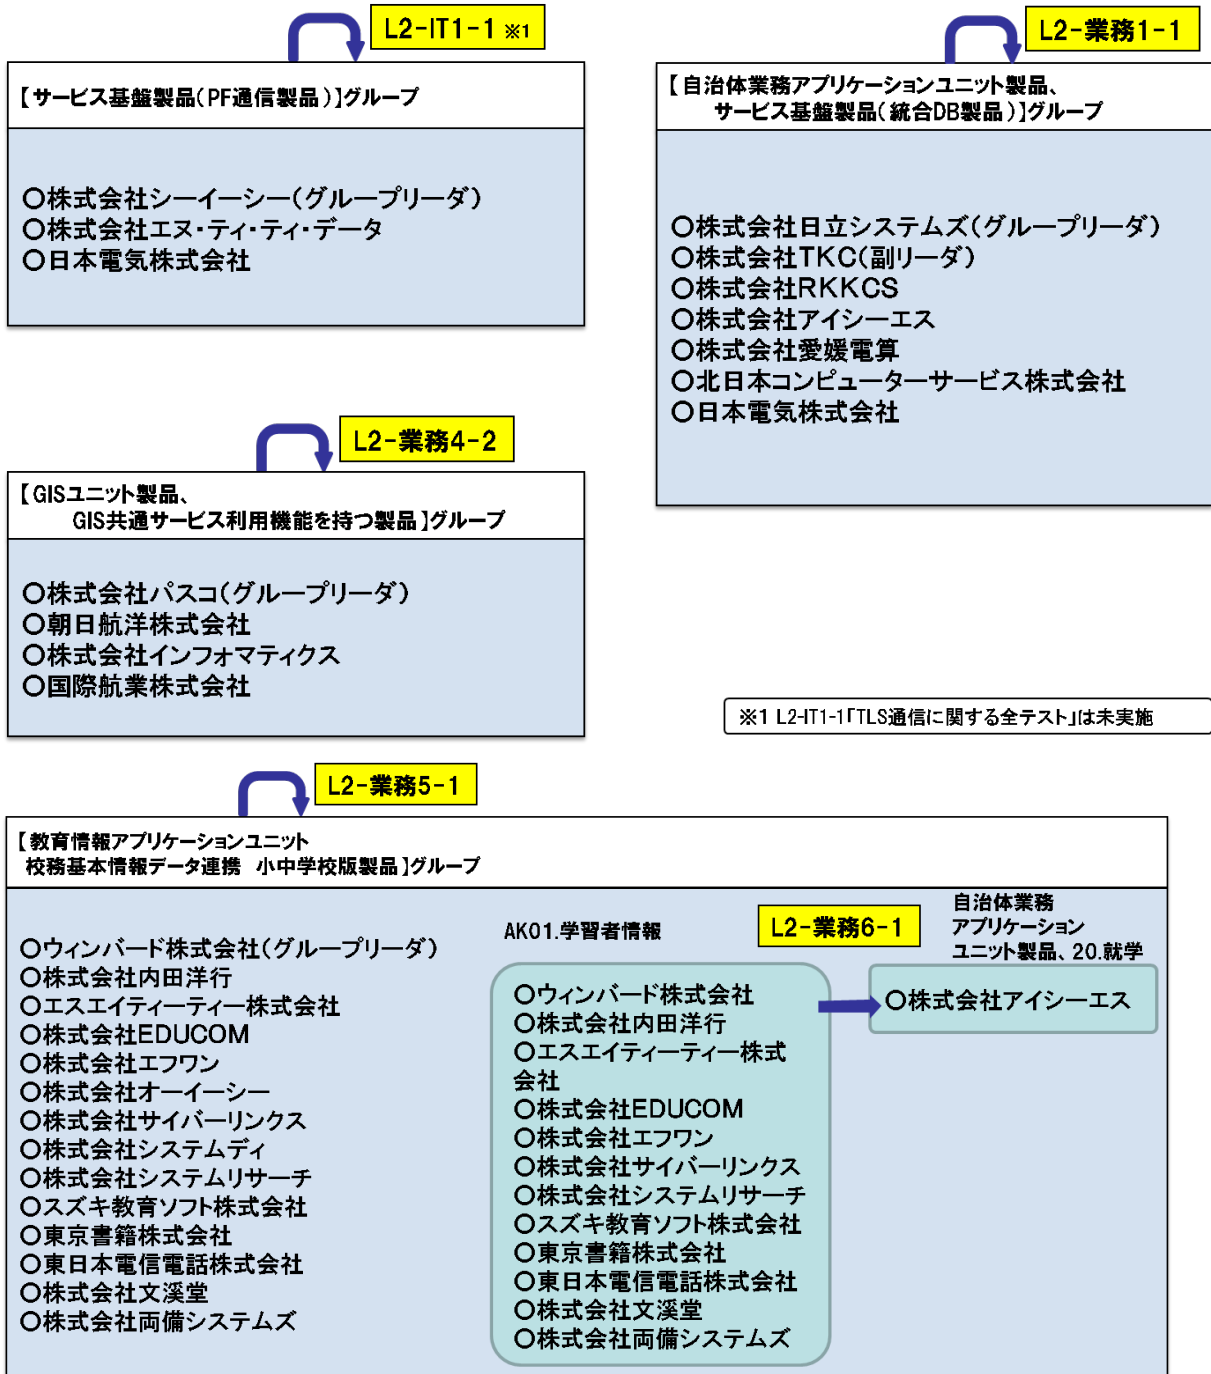 L2-IT1-1 ※1
【サービス基盤製品(PF通信製品)】グループ
○株式会社シーイーシー(グループリーダ)
○株式会社エヌ・ティ・ティ・データ
○日本電気株式会社
L2-業務1-1
【自治体業務アプリケーションユニット製品、
サービス基盤製品(統合DB製品)】グループ
○株式会社日立システムズ(グループリーダ)
○株式会社TKC(副リーダ)
○株式会社RKKCS
○株式会社アイシーエス
○株式会社愛媛電算
○北日本コンピューターサービス株式会社
○日本電気株式会社
L2-業務4-2
【GISユニット製品、
GIS共通サービス利用機能を持つ製品】グループ
○株式会社パスコ(グループリーダ)
○朝日航洋株式会社
○株式会社インフォマティクス
○国際航業株式会社
※1 L2-IT1-1「TLS通信に関する全テスト」は未実施
L2-業務5-1
【教育情報アプリケーションユニット
校務基本情報データ連携 小中学校版製品】グループ
○ウィンバード株式会社(グループリーダ)
○株式会社内田洋行
○エスエイティーティー株式会社
○株式会社EDUCOM
○株式会社エフワン
○株式会社オーイーシー
○株式会社サイバーリンクス
○株式会社システムディ
○株式会社システムリサーチ
○スズキ教育ソフト株式会社
○東京書籍株式会社
○東日本電信電話株式会社
○株式会社文溪堂
○株式会社両備システムズ
AK01.学習者情報
○ウィンバード株式会社
○株式会社内田洋行
○エスエイティーティー株式
会社
○株式会社EDUCOM
○株式会社エフワン
○株式会社サイバーリンクス
○株式会社システムリサーチ
○スズキ教育ソフト株式会社
○東京書籍株式会社
○東日本電信電話株式会社
○株式会社文溪堂
○株式会社両備システムズ
L2-業務6-1
自治体業務
アプリケーション
ユニット製品、20.就学
○株式会社アイシーエス